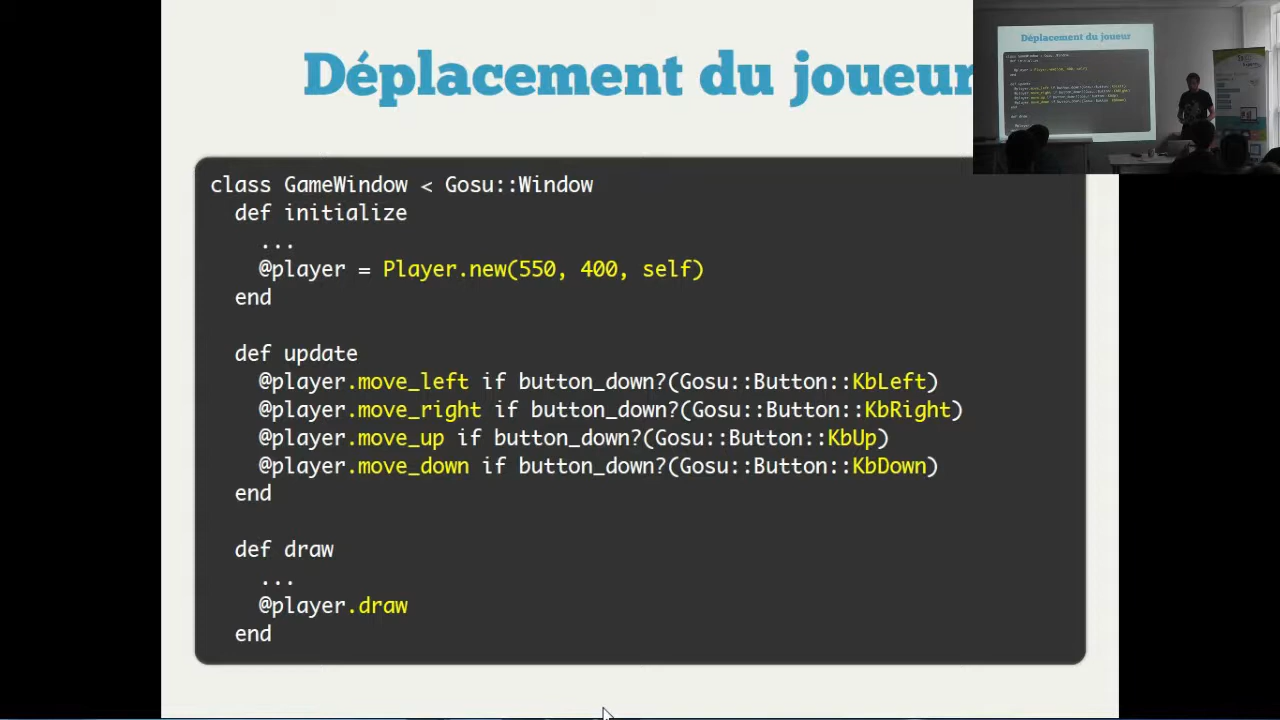 Déplacement du joueur
class GameWindow < Gosu::Window
def initialize
...
@player = Player.new(550, 400, self)
end
def update
@player.move_left if button_down?(Gosu::Button::KbLeft)
@player.move_right if button_down?(Gosu::Button::KbRight)
@player.move_up if button_down?(Gosu::Button::KbUp)
@player.move_down if button_down?(Gosu::Button::KbDown)
end
def draw
...
@player.draw
end
Déplacement du joueur